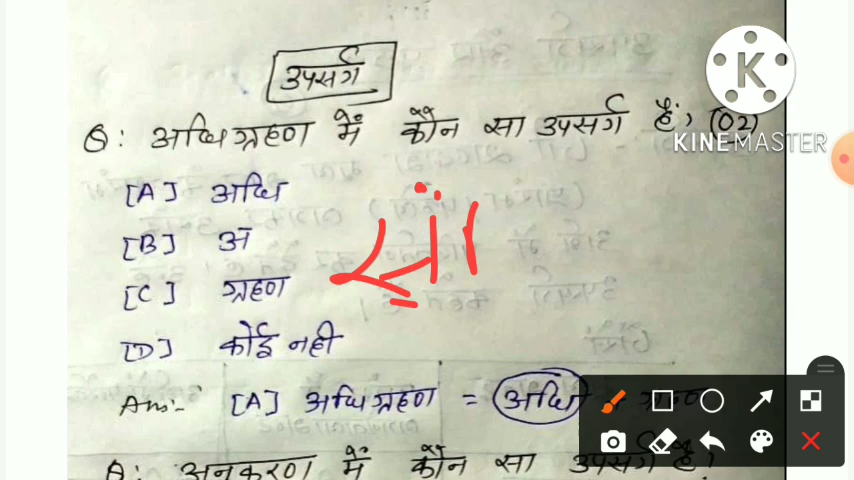 उपसर्ग
Q: अधिग्रहण में कौन सा उपसर्ग है, (02)
K
KINEMASTER
[A] अधि
[B] अ
[C] ग्रहण
[D] कोई नही
Ans:- [A] अधिग्रहण = अधि
Q: अनुकरण में कौन सा उपसर्ग है?